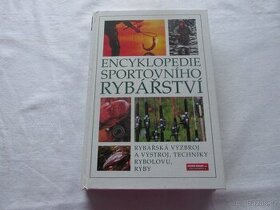 ENCYKLOPEDIE
SPORTOVNÍHO
RYBÁŘSTVÍ
RYBÁŘSKÁ VÝZBROJ
A VÝSTROJ, TECHNIKY
RYBOLOVU,
RYBY